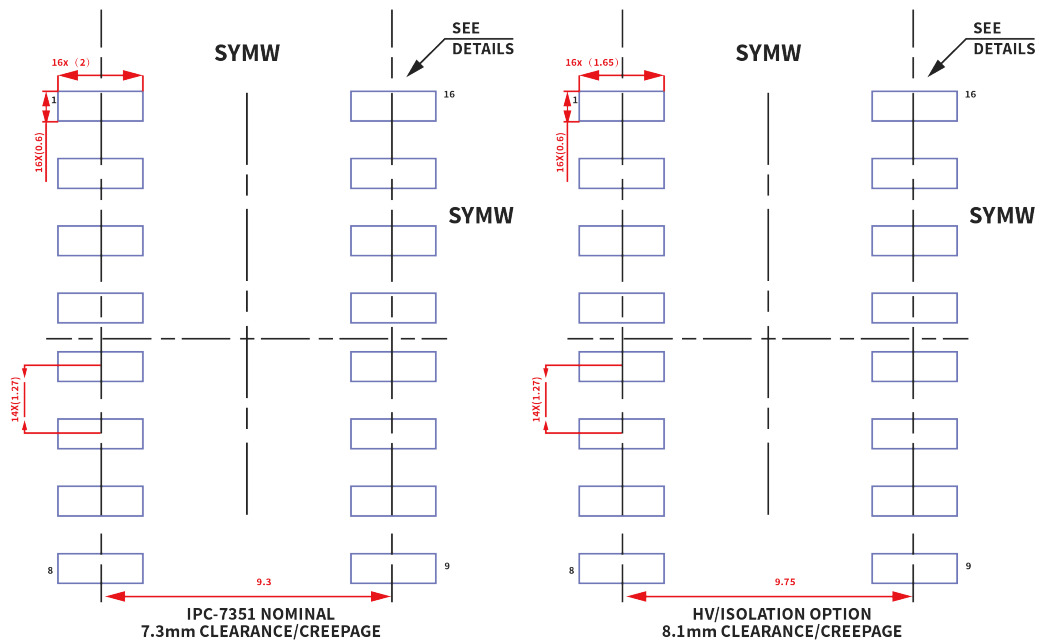 SYMW
SEE
DETAILS
16x（2）
1
16
16X(0.6)
SYMW
14X(1.27)
8
9
9.3
IPC-7351 NOMINAL
7.3mm CLEARANCE/CREEPAGE
SYMW
SEE
DETAILS
16x（1.65）
1
16
16X(0.6)
SYMW
14X(1.27)
8
9
9.75
HV/ISOLATION OPTION
8.1mm CLEARANCE/CREEPAGE